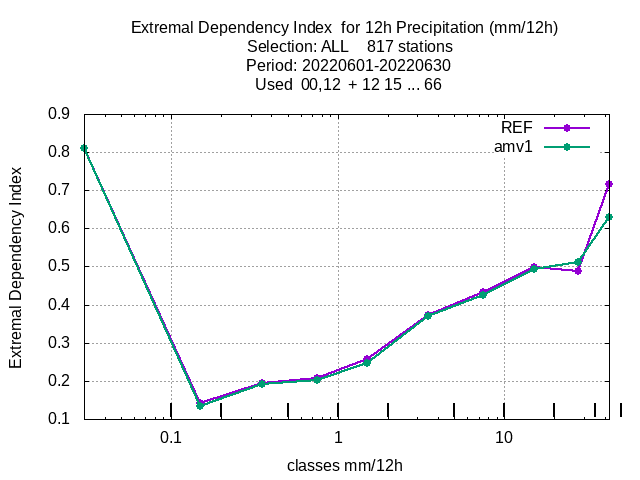 Extremal Dependency Index  for 12h Precipitation (mm/12h)
Selection: ALL    817 stations
Period: 20220601-20220630
Used  00,12  + 12 15 ... 66
REF
amv1
Extremal Dependency Index
0.9
0.8
0.7
0.6
0.5
0.4
0.3
0.2
0.1
0.1 1 10
classes mm/12h